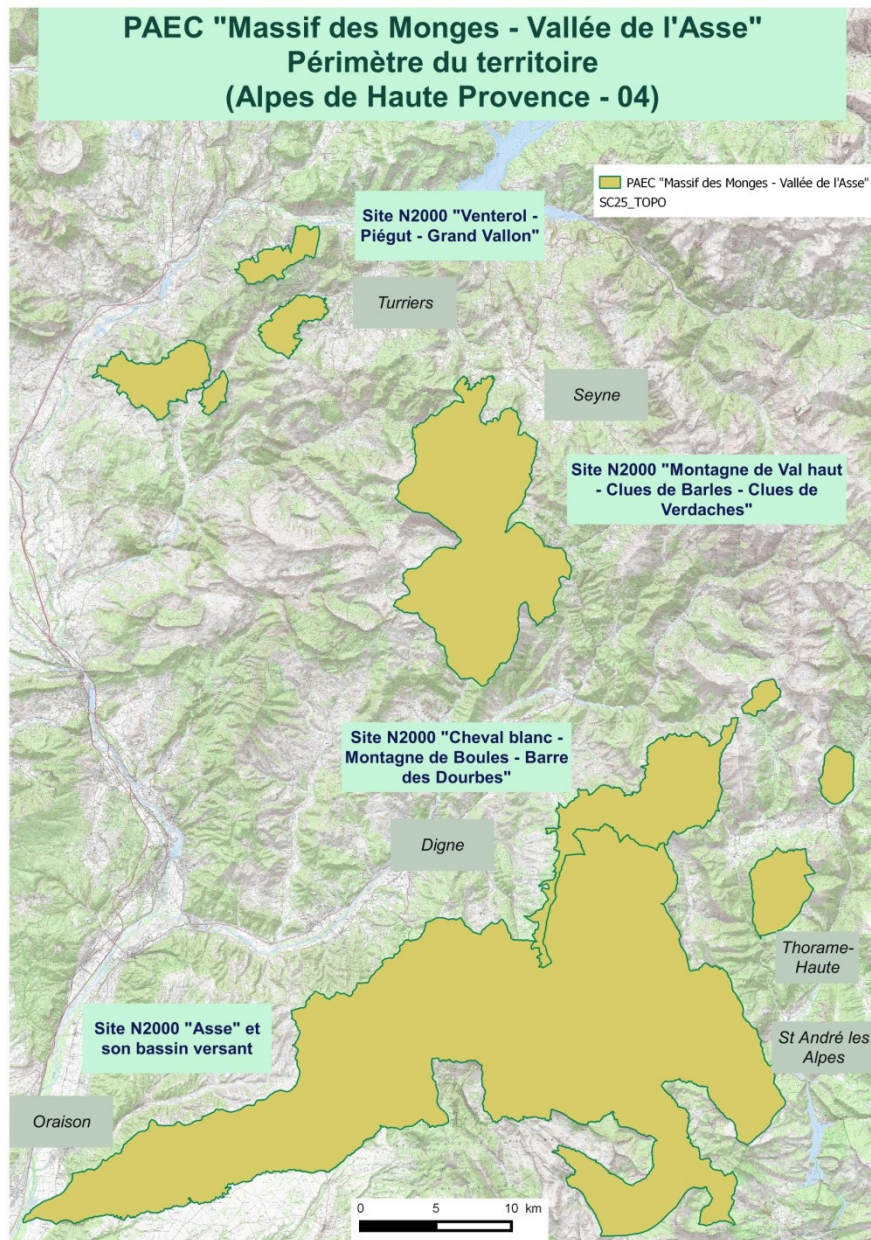 PAEC "Massif des Monges - Vallée de l'Asse"
Périmètre du territoire
(Alpes de Haute Provence - 04)
PAEC "Massif des Monges - Vallée de l'Asse"
SC25_TOPO
Site N2000 "Venterol -
Piégut - Grand Vallon"
Turriers
Seyne
Site N2000 "Montagne de Val haut
- Clues de Barles - Clues de
Verdaches"
Site N2000 "Cheval blanc -
Montagne de Boules - Barre
des Dourbes"
Digne
Thorame-
Haute
Site N2000 "Asse" et
son bassin versant
St André les
Alpes
Oraison
0 5 10 km